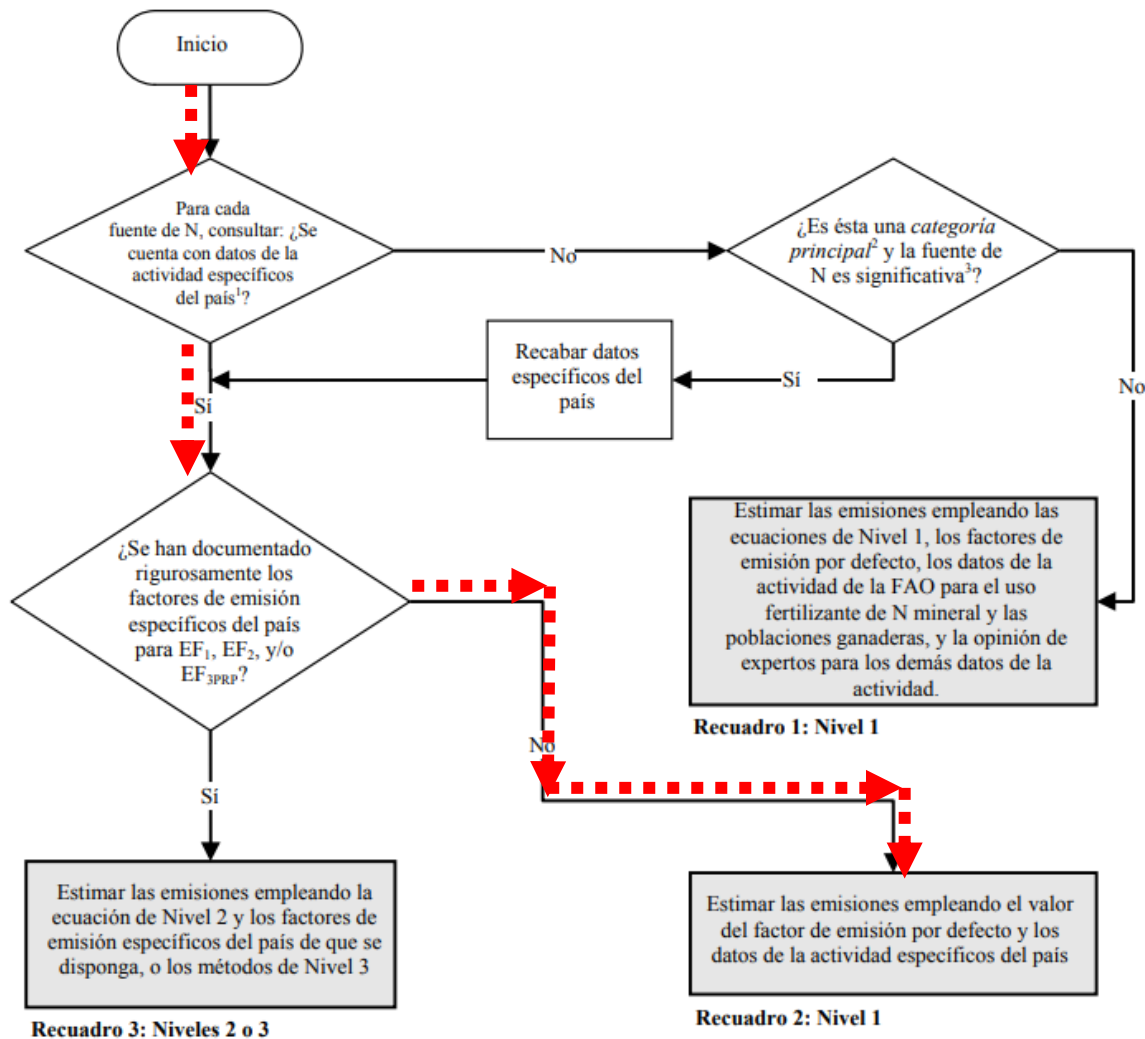 Inicio
Para cada
fuente de N, consultar: ¿Se
cuenta con datos de la
actividad específicos
del país1?
No
¿Es ésta una categoría
principal2 y la fuente de
N es significativa3?
Recabar datos
específicos del
país
Sí
No
Sí
¿Se han documentado
rigurosamente los
factores de emisión
específicos del país
para EF1, EF2, y/o
EF3PRP?
Estimar las emisiones empleando las
ecuaciones de Nivel 1, los factores de
emisión por defecto, los datos de la
actividad de la FAO para el uso
fertilizante de N mineral y las
poblaciones ganaderas, y la opinión de
expertos para los demás datos de la
actividad.
Recuadro 1: Nivel 1
No
Sí
Estimar las emisiones empleando la
ecuación de Nivel 2 y los factores de
emisión específicos del país de que se
disponga, o los métodos de Nivel 3
Recuadro 3: Niveles 2 o 3
Estimar las emisiones empleando el valor
del factor de emisión por defecto y los
datos de la actividad específicos del país
Recuadro 2: Nivel 1